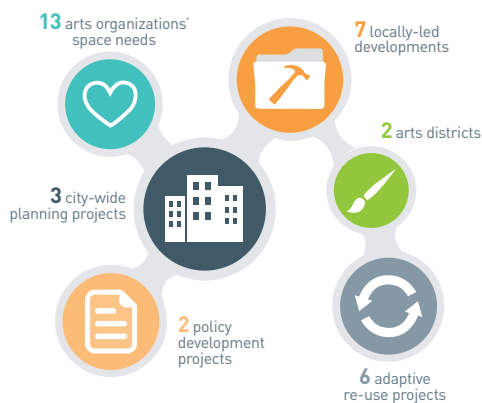 13 arts organizations’
space needs
7 locally-led
developments
2 arts districts
3 city-wide
planning projects
2 policy
development
projects
6 adaptive
re-use projects